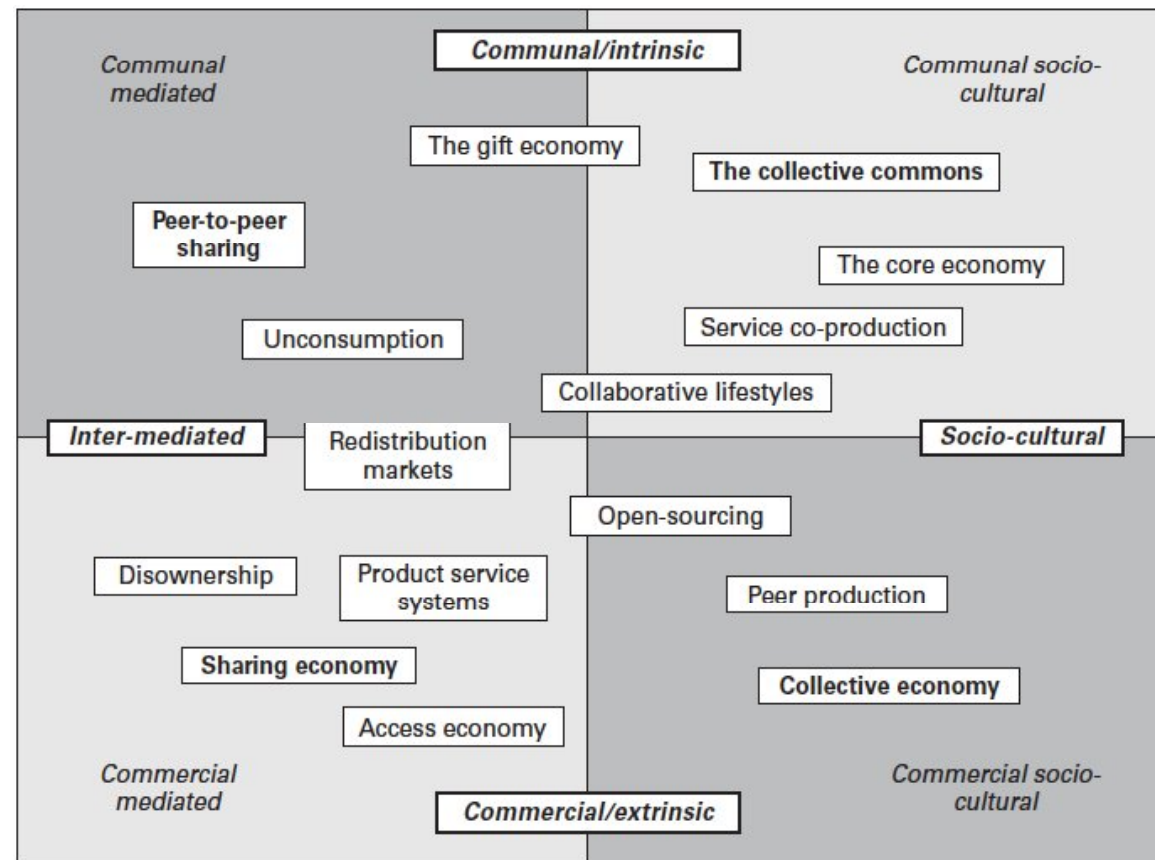 Communal/intrinsic
Communal
mediated
Communal socio-
cultural
The gift economy
The collective commons
Peer-to-peer
sharing
The core economy
Unconsumption
Service co-production
Collaborative lifestyles
Inter-mediated
Redistribution
markets
Socio-cultural
Open-sourcing
Disownership
Product service
systems
Peer production
Sharing economy
Collective economy
Access economy
Commercial
mediated
Commercial socio-
cultural
Commercial/extrinsic